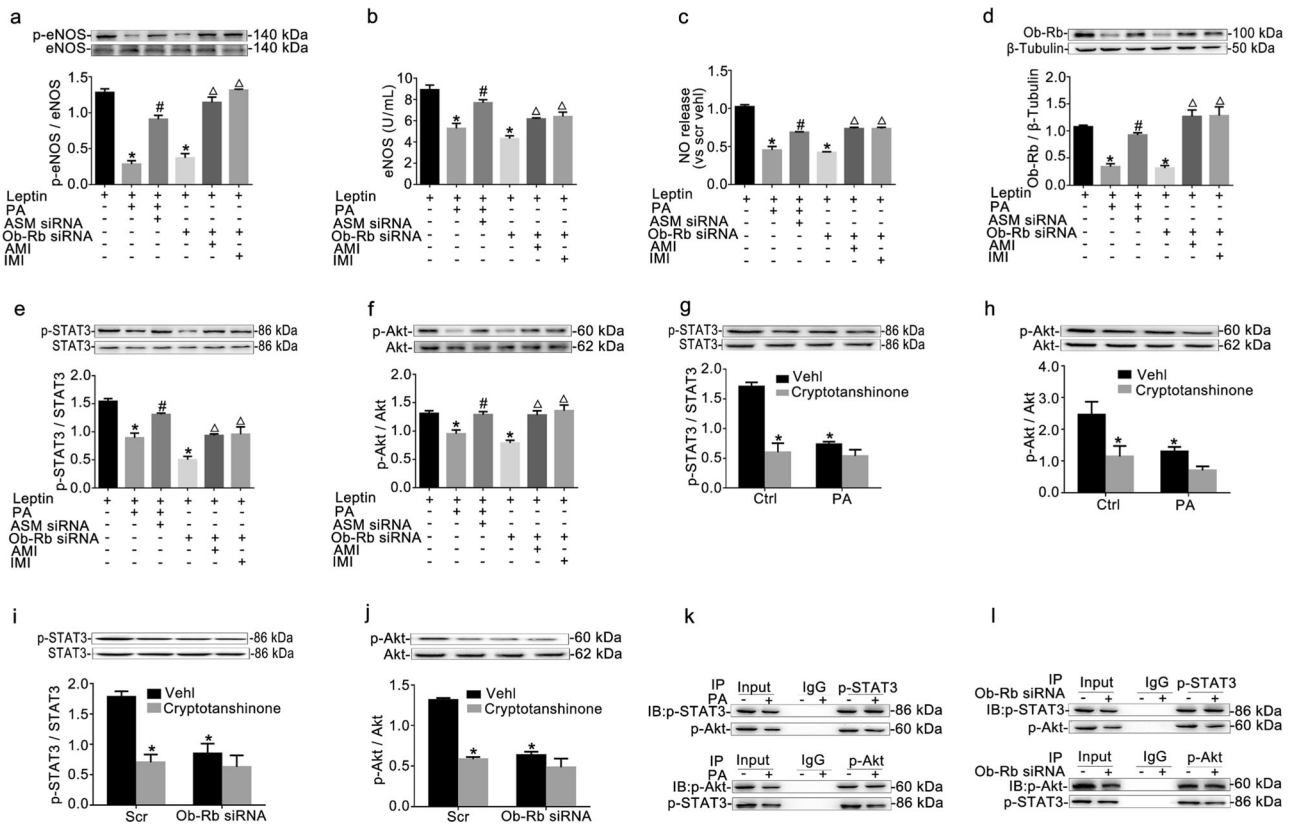 a
p-eNOS- -140 kDa
eNOS -140 kDa
p-eNOS / eNOS
1.5
1.0
0.5
0.0
Leptin + + + + + +
PA - + + - - -
ASM siRNA - - + - - -
Ob-Rb siRNA - - - + + +
AMI - - - - + -
IMI - - - - - +
* # * △ △
b
eNOS (U/mL)
10
8
6
4
2
0
Leptin + + + + + +
PA - + + - - -
ASM siRNA - - + - - -
Ob-Rb siRNA - - - + + +
AMI - - - - + -
IMI - - - - - +
* # * △ △
c
NO release
(vs scr vehl)
1.5
1.0
0.5
0.0
Leptin + + + + + +
PA - + + - - -
ASM siRNA - - + - - -
Ob-Rb siRNA - - - + + +
AMI - - - - + -
IMI - - - - - +
* # * △ △
d
Ob-Rb- -100 kDa
β-Tubulin -50 kDa
Ob-Rb / β-Tubulin
2.0
1.5
1.0
0.5
0.0
Leptin + + + + + +
PA - + + - - -
ASM siRNA - - + - - -
Ob-Rb siRNA - - - + + +
AMI - - - - + -
IMI - - - - - +
* # * △ △
e
p-STAT3- -86 kDa
STAT3- -86 kDa
p-STAT3 / STAT3
2.0
1.5
1.0
0.5
0.0
Leptin + + + + + +
PA - + + - - -
ASM siRNA - - + - - -
Ob-Rb siRNA - - - + + +
AMI - - - - + -
IMI - - - - - +
* # * △ △
f
p-Akt- -60 kDa
Akt- -62 kDa
p-Akt / Akt
2.0
1.5
1.0
0.5
0.0
Leptin + + + + + +
PA - + + - - -
ASM siRNA - - + - - -
Ob-Rb siRNA - - - + + +
AMI - - - - + -
IMI - - - - - +
* # * △ △
g
p-STAT3- -86 kDa
STAT3- -86 kDa
p-STAT3 / STAT3
2.0
1.5
1.0
0.5
0.0
Vehl
Cryptotanshinone
* *
Ctrl PA
h
p-Akt- -60 kDa
Akt- -62 kDa
p-Akt / Akt
4.0
3.0
2.0
1.0
0.0
Vehl
Cryptotanshinone
* *
Ctrl PA
i
p-STAT3- -86 kDa
STAT3- -86 kDa
p-STAT3 / STAT3
2.0
1.5
1.0
0.5
0.0
Vehl
Cryptotanshinone
* *
Scr Ob-Rb siRNA
j
p-Akt- -60 kDa
Akt- -62 kDa
p-Akt / Akt
1.5
1.0
0.5
0.0
Vehl
Cryptotanshinone
* *
Scr Ob-Rb siRNA
k
IP Input IgG p-STAT3
PA - + - + - +
IB:p-STAT3- -86 kDa
p-Akt- -60 kDa
IP Input IgG p-Akt
PA - + - + - +
IB:p-Akt- -60 kDa
p-STAT3- -86 kDa
l
IP Input IgG p-STAT3
Ob-Rb siRNA - + - + - +
IB:p-STAT3- -86 kDa
p-Akt- -60 kDa
IP Input IgG p-Akt
Ob-Rb siRNA - + - + - +
IB:p-Akt- -60 kDa
p-STAT3- -86 kDa